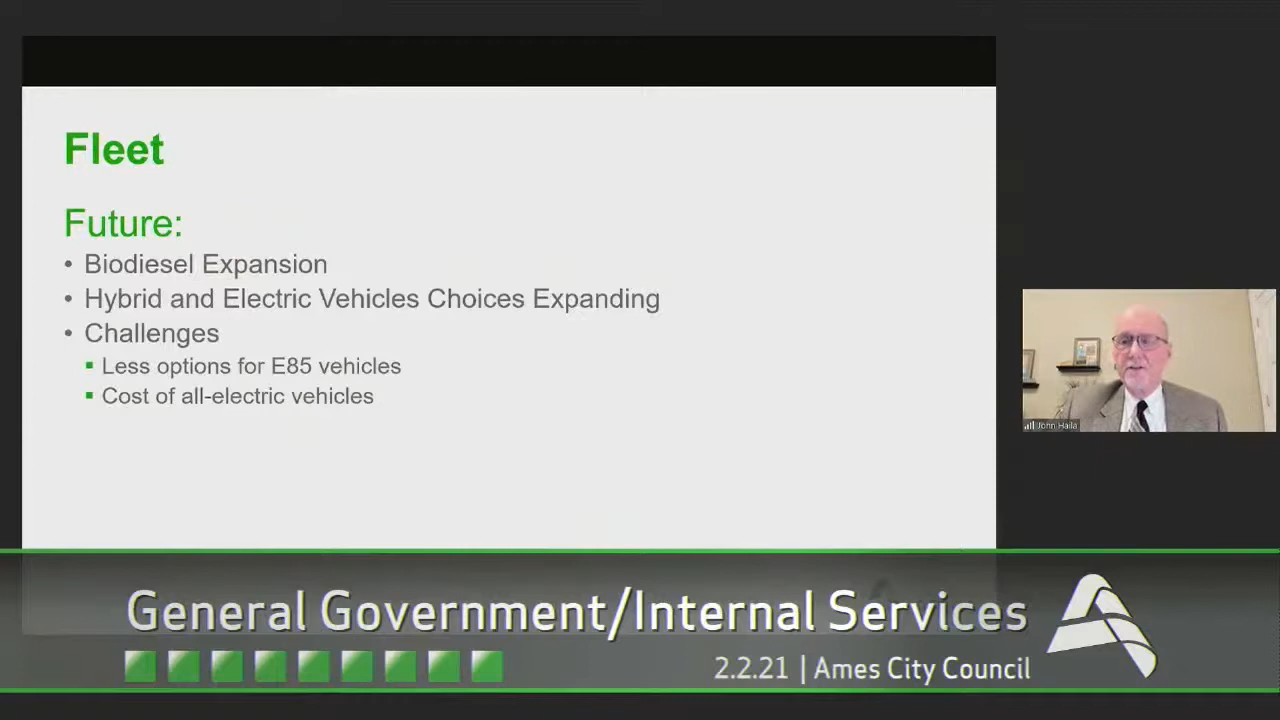 Fleet
Future:
• Biodiesel Expansion
• Hybrid and Electric Vehicles Choices Expanding
• Challenges
▪ Less options for E85 vehicles
▪ Cost of all-electric vehicles
John Haila
General Government/Internal Services
2.2.21 | Ames City Council